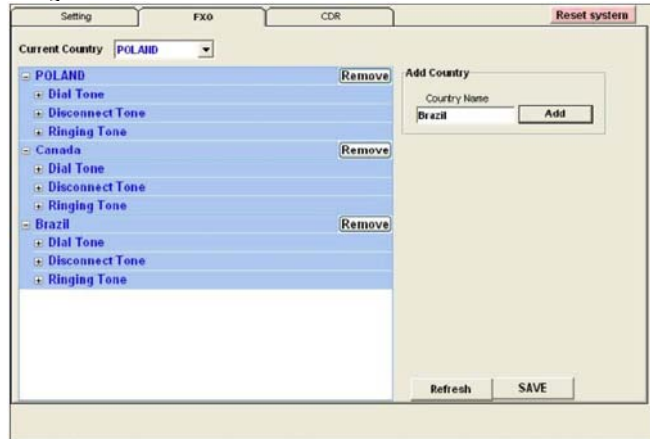 Setting FXO CDR Reset system
Current Country POLAND
POLAND Remove
Dial Tone
Disconnect Tone
Ringing Tone
Canada Remove
Dial Tone
Disconnect Tone
Ringing Tone
Brazil Remove
DIal Tone
Disconnect Tone
Ringing Tone
Add Country
Country Name
Brazil Add
Refresh SAVE